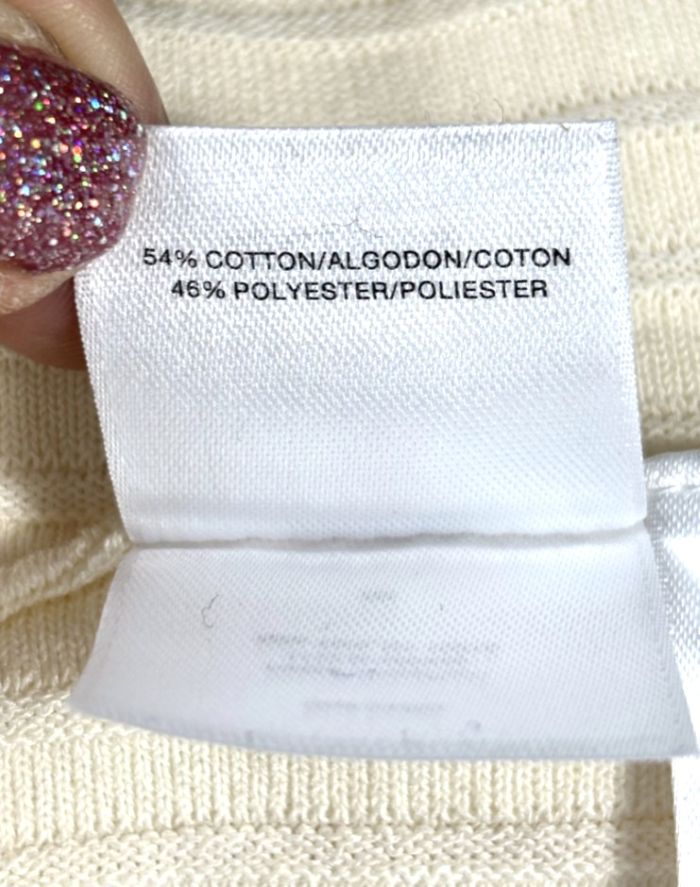 54% COTTON/ALGODON/COTON
46% POLYESTER/POLIESTER